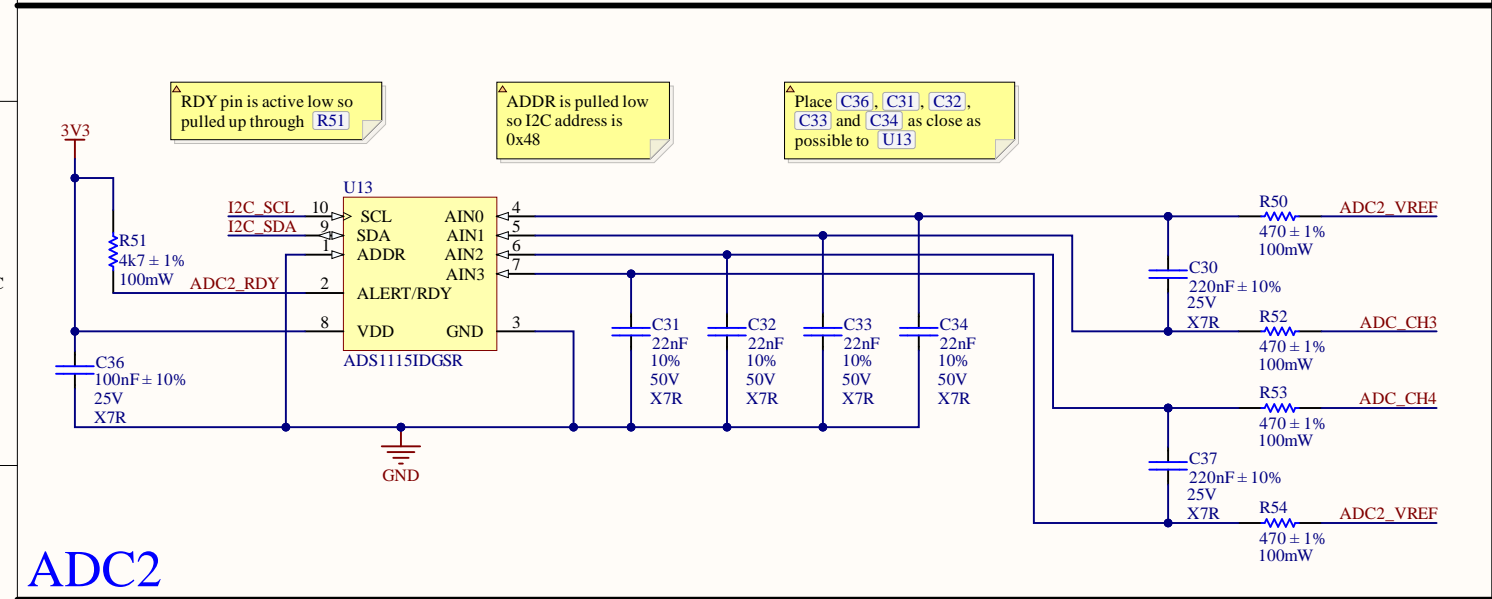 RDY pin is active low so
pulled up through R51
ADDR is pulled low
so I2C address is
0x48
Place C36, C31, C32,
C33 and C34 as close as
possible to U13
3V3
U13
I2C_SCL 10 SCL AIN0 4
I2C_SDA 9 SDA AIN1 5
1 ADDR AIN2 6
AIN3 7
ADC2_RDY 2 ALERT/RDY
8 VDD GND 3
ADS1115IDGSR
R51
4k7 ± 1%
100mW
C36
100nF ± 10%
25V
X7R
GND
C31
22nF
10%
50V
X7R
C32
22nF
10%
50V
X7R
C33
22nF
10%
50V
X7R
C34
22nF
10%
50V
X7R
R50
470 ± 1%
100mW
ADC2_VREF
C30
220nF ± 10%
25V
X7R
R52
470 ± 1%
100mW
ADC_CH3
R53
470 ± 1%
100mW
ADC_CH4
C37
220nF ± 10%
25V
X7R
R54
470 ± 1%
100mW
ADC2_VREF
ADC2